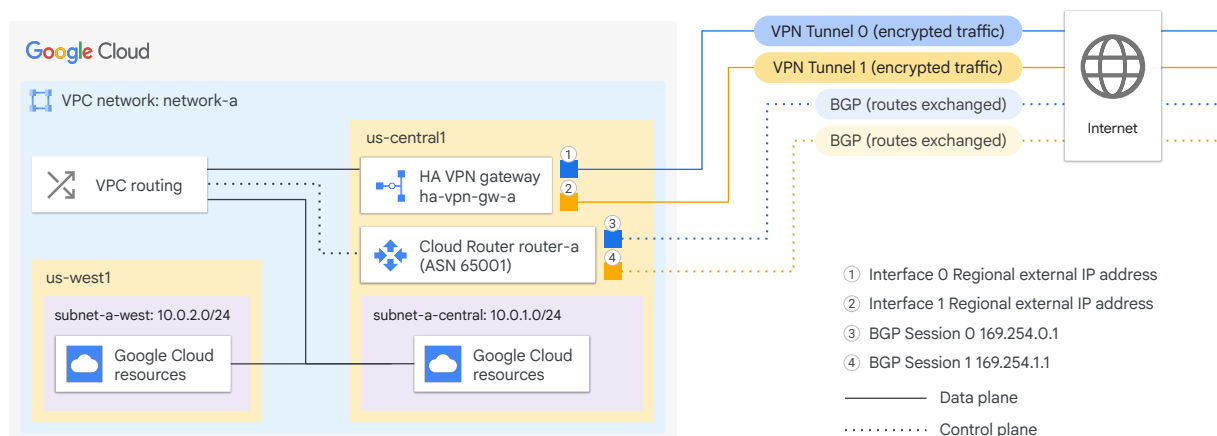 Google Cloud
VPC network: network-a
VPC routing
us-central1
1
HA VPN gateway
ha-vpn-gw-a
2
3
Cloud Router router-a
(ASN 65001)
4
us-west1
subnet-a-west: 10.0.2.0/24
Google Cloud
resources
subnet-a-central: 10.0.1.0/24
Google Cloud
resources
VPN Tunnel 0 (encrypted traffic)
VPN Tunnel 1 (encrypted traffic)
BGP (routes exchanged)
BGP (routes exchanged)
Internet
1 Interface 0 Regional external IP address
2 Interface 1 Regional external IP address
3 BGP Session 0 169.254.0.1
4 BGP Session 1 169.254.1.1
Data plane
Control plane